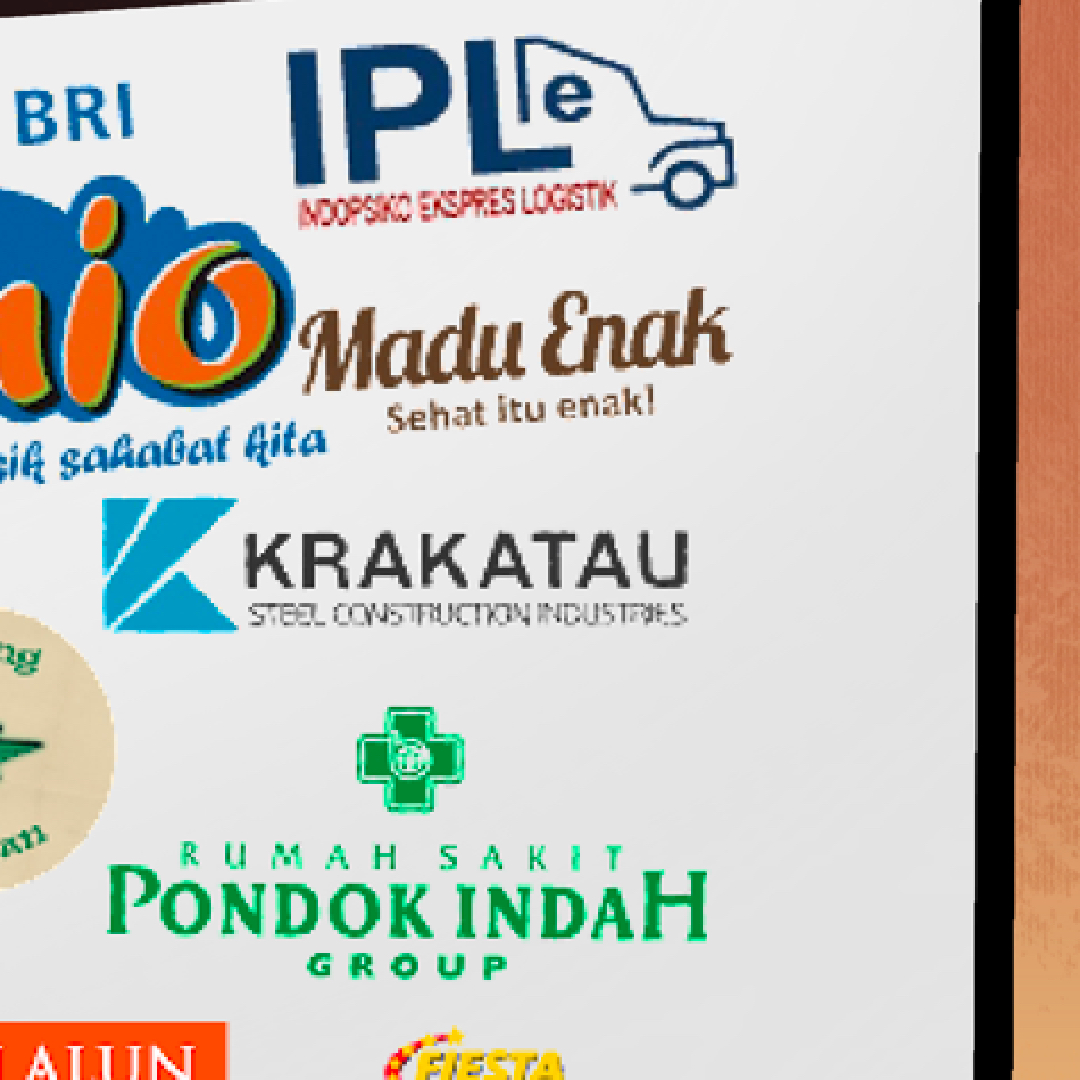 BRI
IPLe
INDOPSIKO EKSPRES LOGISTIK
Madu Enak
Sehat itu enak!
sahabat kita
KRAKATAU
STEEL CONSTRUCTION INDUSTRIES
RUMAH SAKIT
PONDOK INDAH
GROUP
ALUN
FIESTA